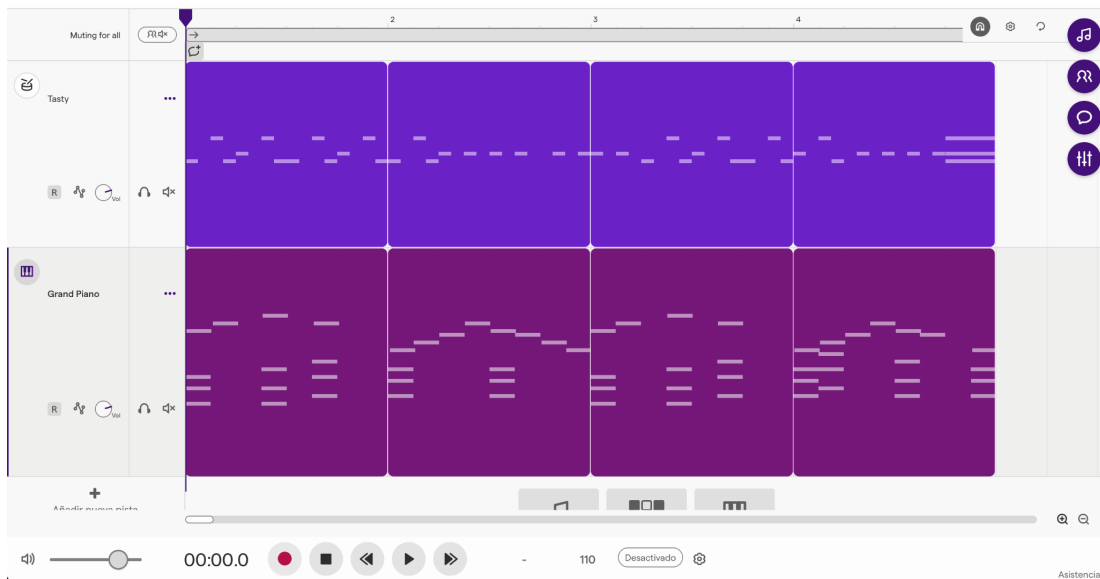 2
3
4
Muting for all
Tasty
R
Vol
Grand Piano
R
Vol
Añadir nueva pista
00:00.0
-
110
Desactivado
Asistencia